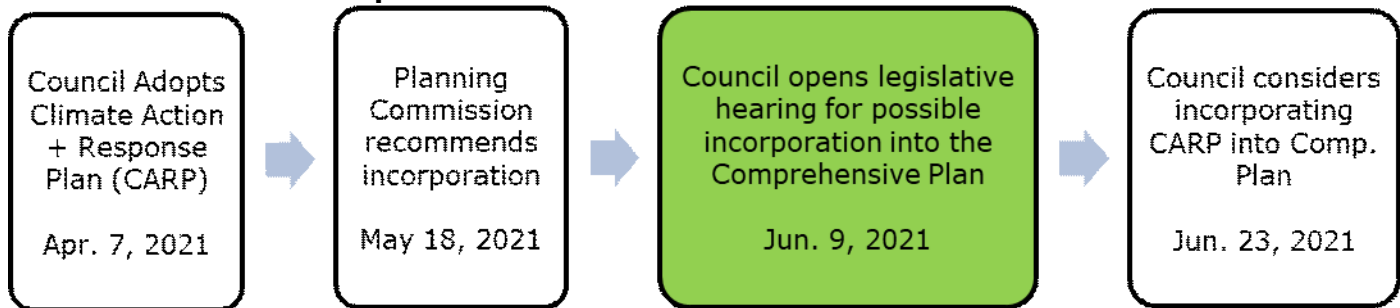 Council Adopts
Climate Action
+ Response
Plan (CARP)
Apr. 7, 2021
Planning
Commission
recommends
incorporation
May 18, 2021
Council opens legislative
hearing for possible
incorporation into the
Comprehensive Plan
Jun. 9, 2021
Council considers
incorporating
CARP into Comp.
Plan
Jun. 23, 2021